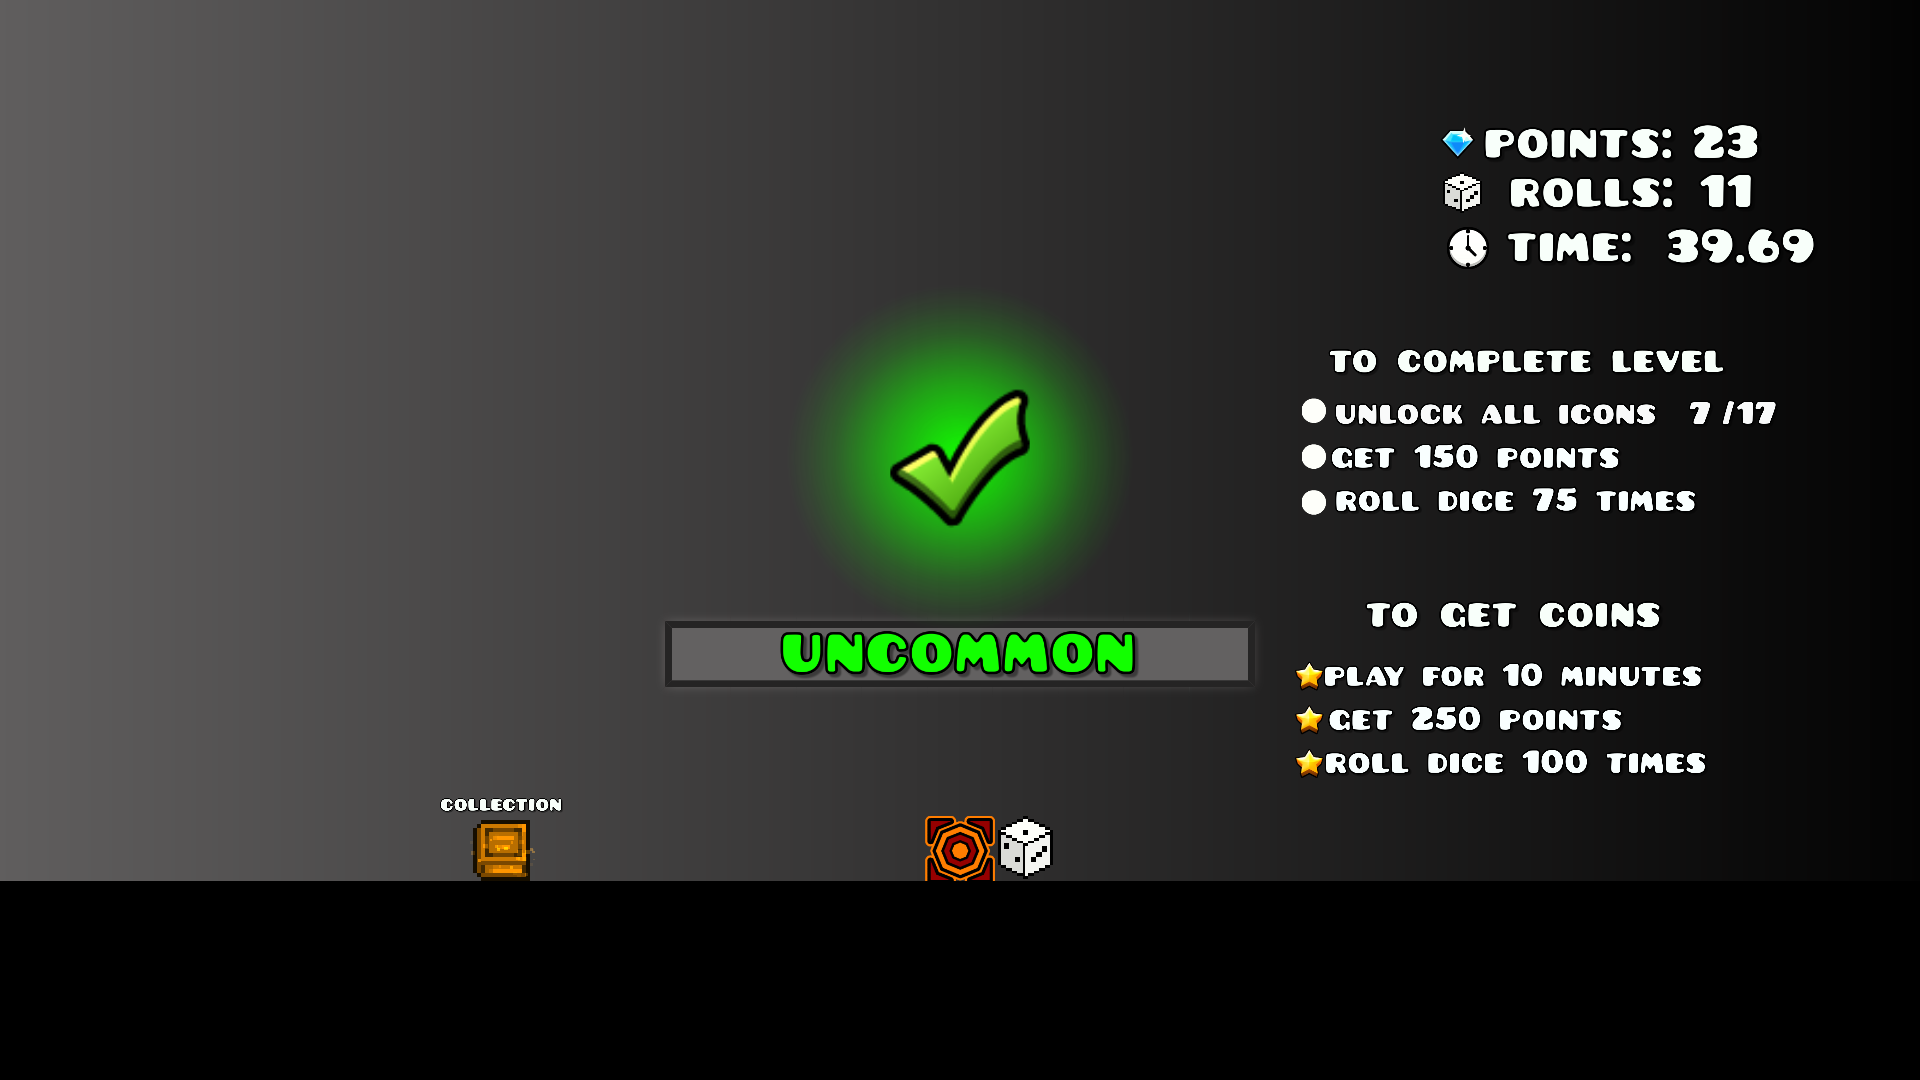 POINTS: 23
ROLLS: 11
TIME: 39.69
TO COMPLETE LEVEL
UNLOCK ALL ICONS 7 /17
GET 150 POINTS
ROLL DICE 75 TIMES
UNCOMMON
TO GET COINS
PLAY FOR 10 MINUTES
GET 250 POINTS
ROLL DICE 100 TIMES
COLLECTION